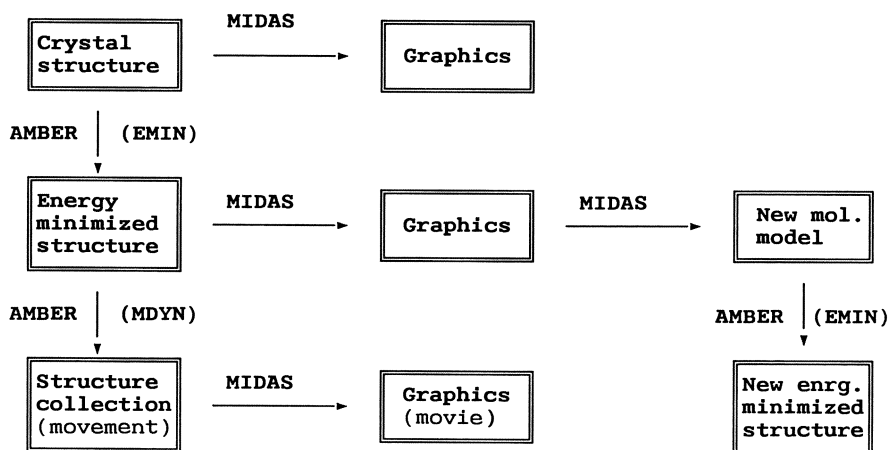 MIDAS
Crystal
structure
Graphics
AMBER (EMIN)
Energy
minimized
structure
MIDAS
Graphics
MIDAS
New mol.
model
AMBER (MDYN)
AMBER (EMIN)
Structure
collection
(movement)
MIDAS
Graphics
(movie)
New enrg.
minimized
structure